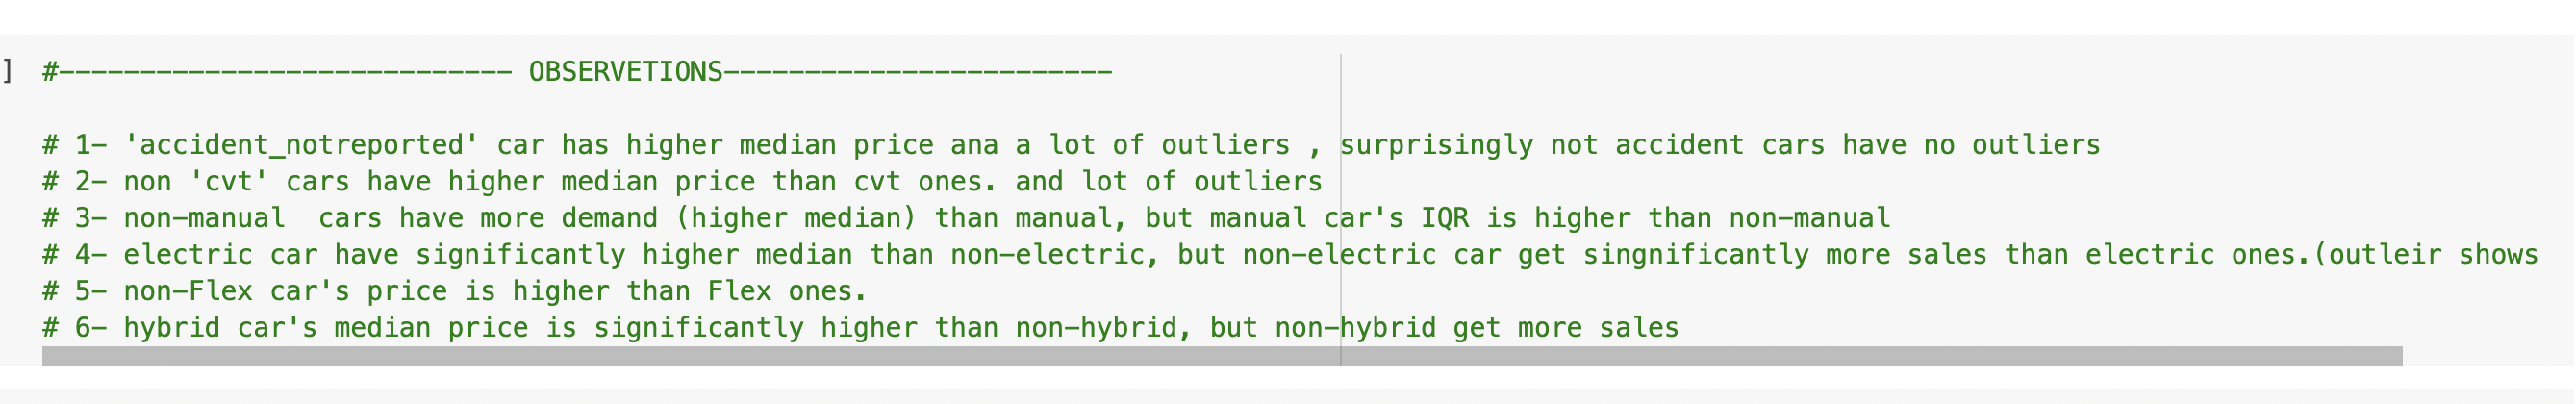 ] #--------------------------- OBSERVETIONS------------------------
# 1- 'accident_notreported' car has higher median price ana a lot of outliers , surprisingly not accident cars have no outliers
# 2- non 'cvt' cars have higher median price than cvt ones. and lot of outliers
# 3- non-manual  cars have more demand (higher median) than manual, but manual car's IQR is higher than non-manual
# 4- electric car have significantly higher median than non-electric, but non-electric car get singnificantly more sales than electric ones.(outleir shows
# 5- non-Flex car's price is higher than Flex ones.
# 6- hybrid car's median price is significantly higher than non-hybrid, but non-hybrid get more sales